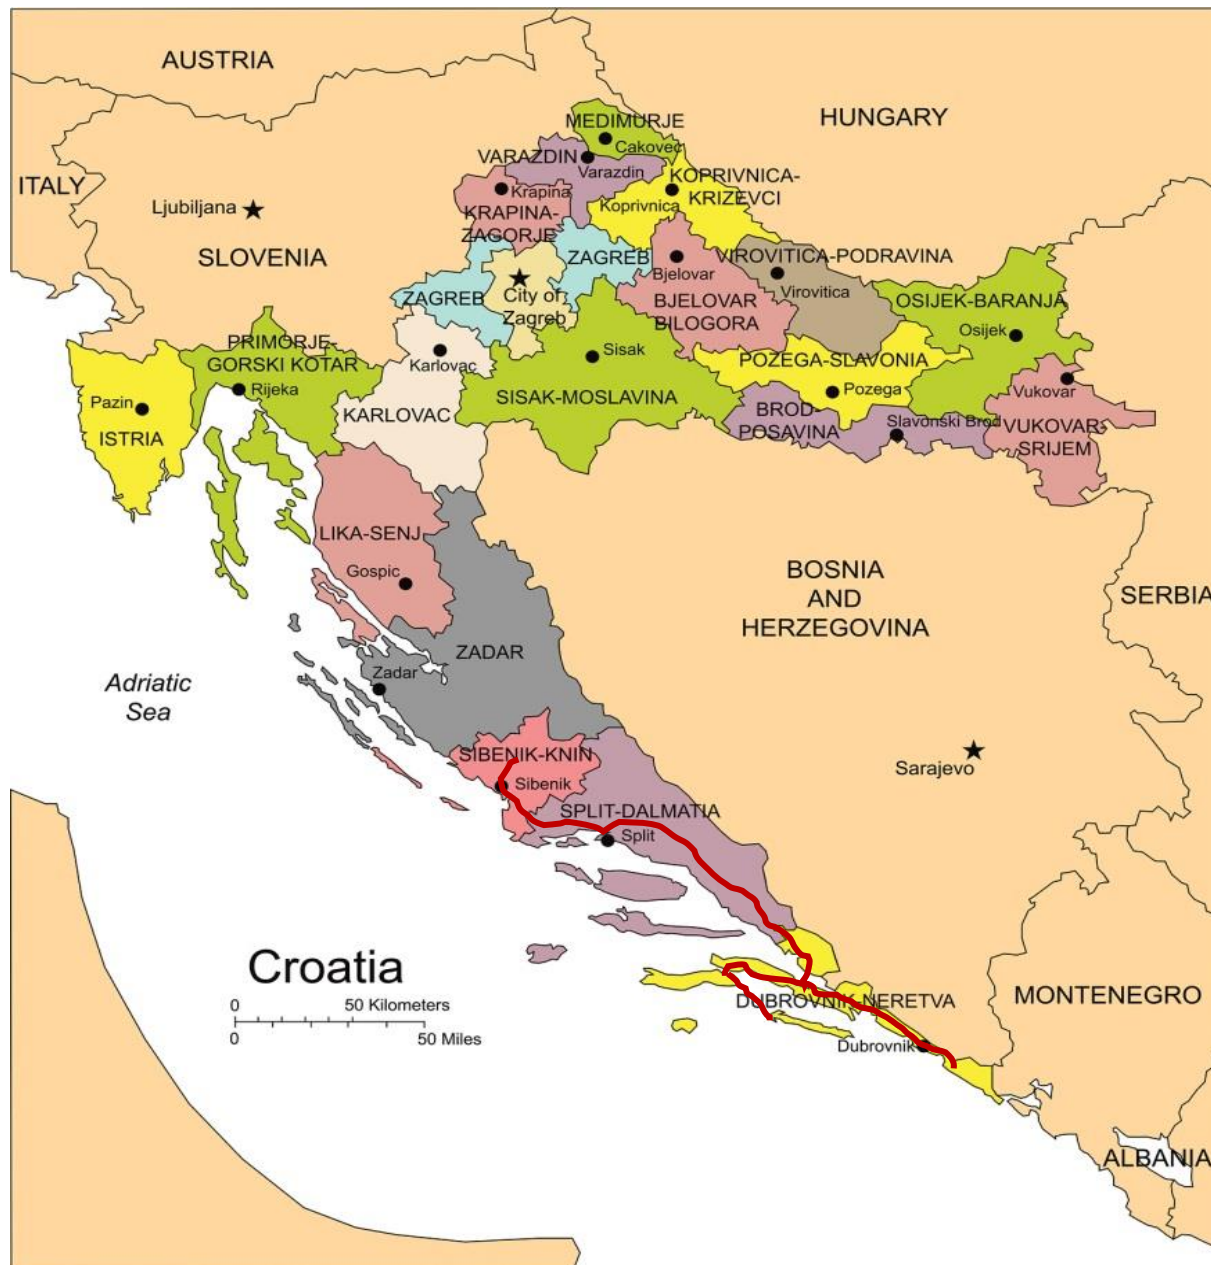 AUSTRIA
HUNGARY
MEDIMURJE
Cakovec
VARAZDIN
Varazdin
ITALY
KOPRIVNICA-
KRIZEVCI
Koprivnica
Krapina
KRAPINA-
ZAGORJE
Ljubiljana
SLOVENIA
ZAGREB
VIROVITICA-PODRAVINA
Virovitica
Bjelovar
BJELOVAR
BILOGORA
ZAGREB
City of
Zagreb
OSIJEK-BARANJA
Osijek
PRIMORJE-
GORSKI KOTAR
Rijeka
Karlovac
KARLOVAC
Sisak
SISAK-MOSLAVINA
POZEGA-SLAVONIA
Pozega
Vukovar
VUKOVAR-
SRIJEM
Pazin
ISTRIA
BROD-
POSAVINA
Slavonski Brod
LIKA-SENJ
Gospic
BOSNIA
AND
HERZEGOVINA
SERBIA
ZADAR
Zadar
Adriatic
Sea
SIBENIK-KNIN
Sibenik
Sarajevo
SPLIT-DALMATIA
Split
Croatia
0 50 Kilometers
0 50 Miles
DUBROVNIK-NERETVA
Dubrovnik
MONTENEGRO
ALBANIA